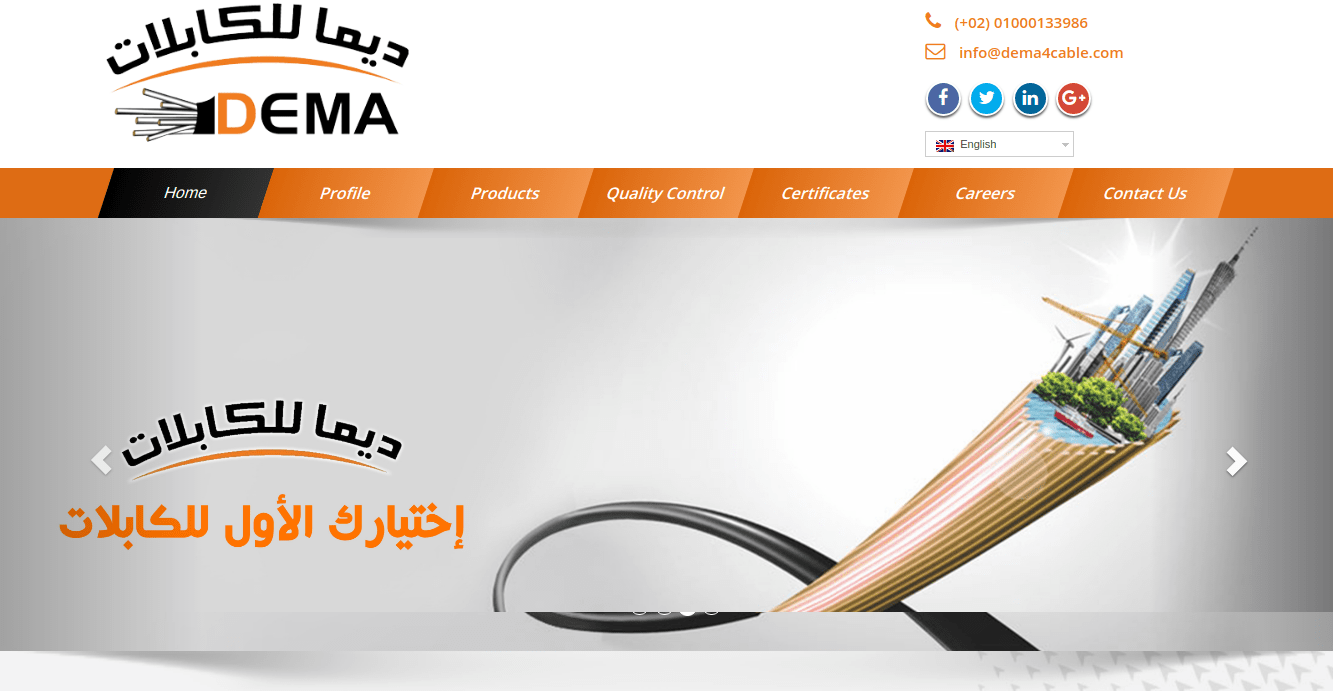 ديما للكابلات
DEMA
(+02) 01000133986
info@dema4cable.com
English
Home
Profile
Products
Quality Control
Certificates
Careers
Contact Us
ديما للكابلات
إختيارك الأول للكابلات